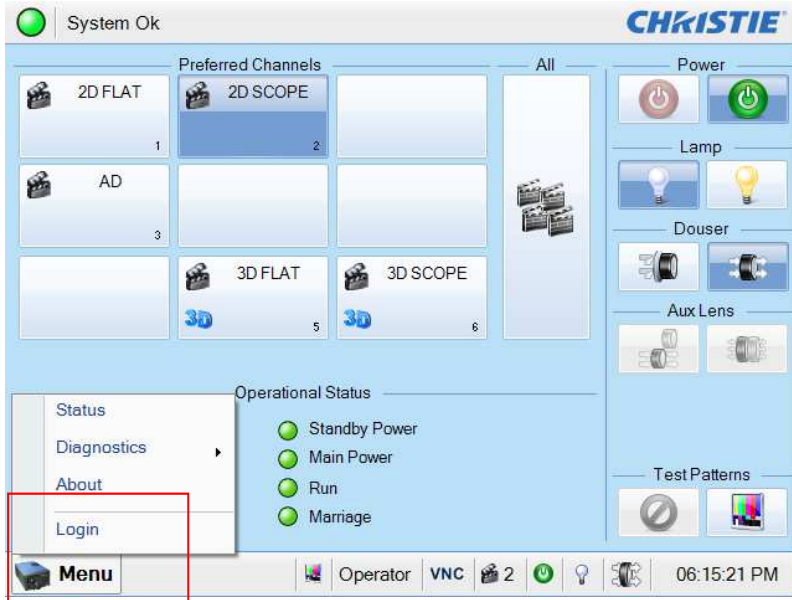 System Ok
CHRISTIE
Preferred Channels
All
Power
2D FLAT
1
2D SCOPE
2
Lamp
AD
3
Douser
3D FLAT
3D
5
3D SCOPE
3D
6
Aux Lens
Operational Status
Status
Standby Power
Diagnostics
Main Power
About
Run
Test Patterns
Login
Marriage
Menu
Operator VNC 2 06:15:21 PM